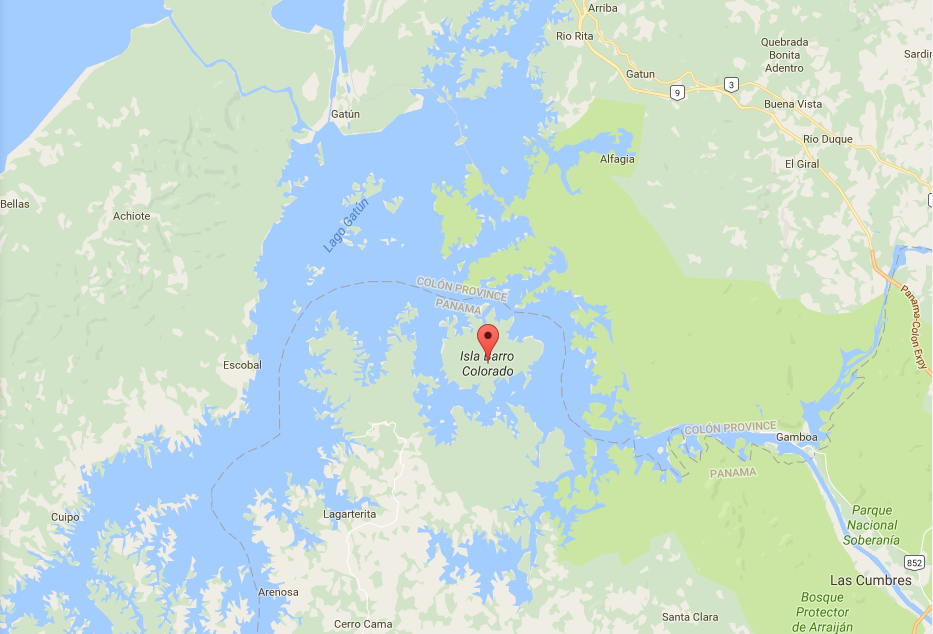 Arriba
Rio Rita
Quebrada
Bonita
Adentro
Gatun
3
9
Buena Vista
Gatún
Rio Duque
Alfagia
El Giral
Bellas
Achiote
Lago Gatún
COLÓN PROVINCE
PANAMA
Panama-Colon Expy
Isla Barro
Colorado
Escobal
COLÓN PROVINCE
Gamboa
PANAMA
Cuipo
Lagarterita
Parque
Nacional
Soberanía
852
Las Cumbres
Arenosa
Bosque
Protector
de Arraiján
Cerro Cama
Santa Clara